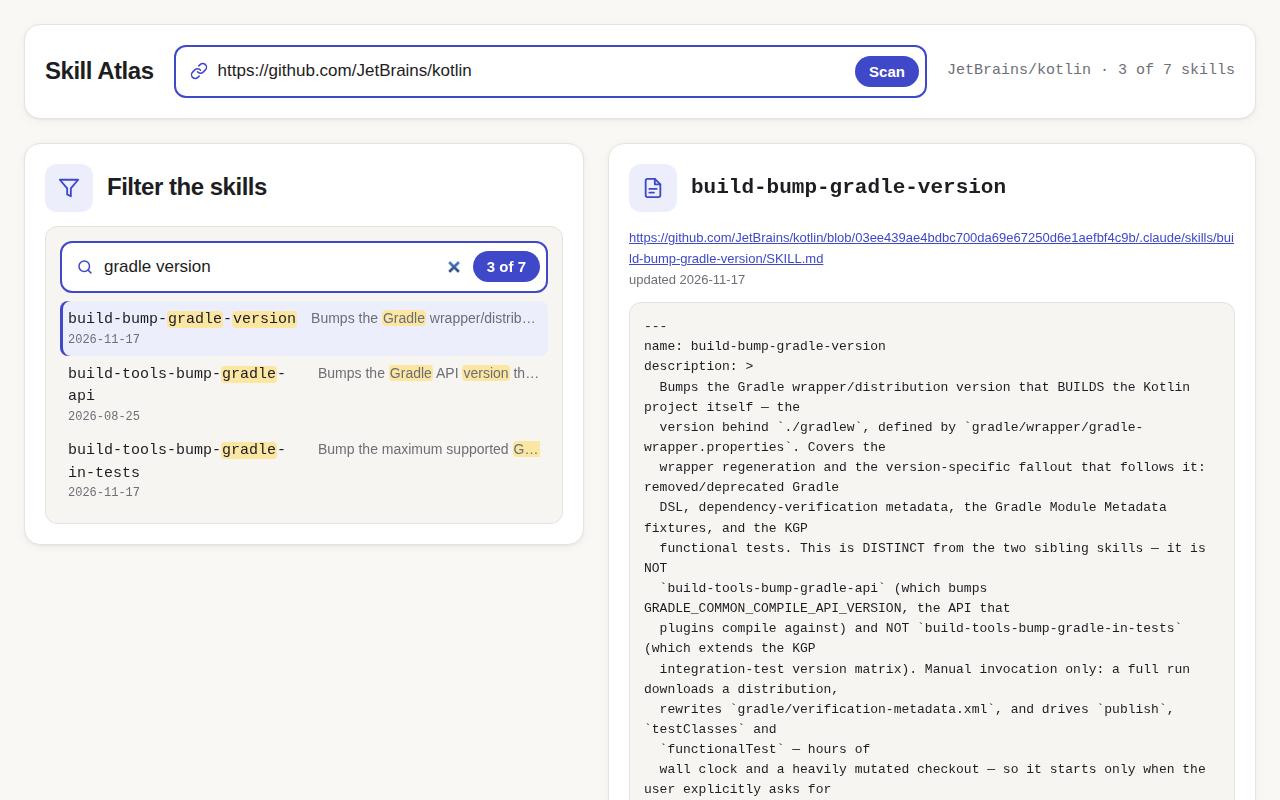 Skill Atlas
https://github.com/JetBrains/kotlin
Scan
JetBrains/kotlin · 3 of 7 skills
Filter the skills
gradle version
3 of 7
build-bump-gradle-version Bumps the Gradle wrapper/distrib…
2026-11-17
build-tools-bump-gradle- Bumps the Gradle API version th…
api
2026-08-25
build-tools-bump-gradle- Bump the maximum supported G…
in-tests
2026-11-17
build-bump-gradle-version
https://github.com/JetBrains/kotlin/blob/03ee439ae4bdbc700da69e67250d6e1aefbf4c9b/.claude/skills/bui
ld-bump-gradle-version/SKILL.md
updated 2026-11-17
---
name: build-bump-gradle-version
description: >
Bumps the Gradle wrapper/distribution version that BUILDS the Kotlin
project itself — the
version behind `./gradlew`, defined by `gradle/wrapper/gradle-
wrapper.properties`. Covers the
wrapper regeneration and the version-specific fallout that follows it:
removed/deprecated Gradle
DSL, dependency-verification metadata, the Gradle Module Metadata
fixtures, and the KGP
functional tests. This is DISTINCT from the two sibling skills — it is
NOT
`build-tools-bump-gradle-api` (which bumps
GRADLE_COMMON_COMPILE_API_VERSION, the API that
plugins compile against) and NOT `build-tools-bump-gradle-in-tests`
(which extends the KGP
integration-test version matrix). Manual invocation only: a full run
downloads a distribution,
rewrites `gradle/verification-metadata.xml`, and drives `publish`,
`testClasses` and
`functionalTest` — hours of
wall clock and a heavily mutated checkout — so it starts only when the
user explicitly asks for